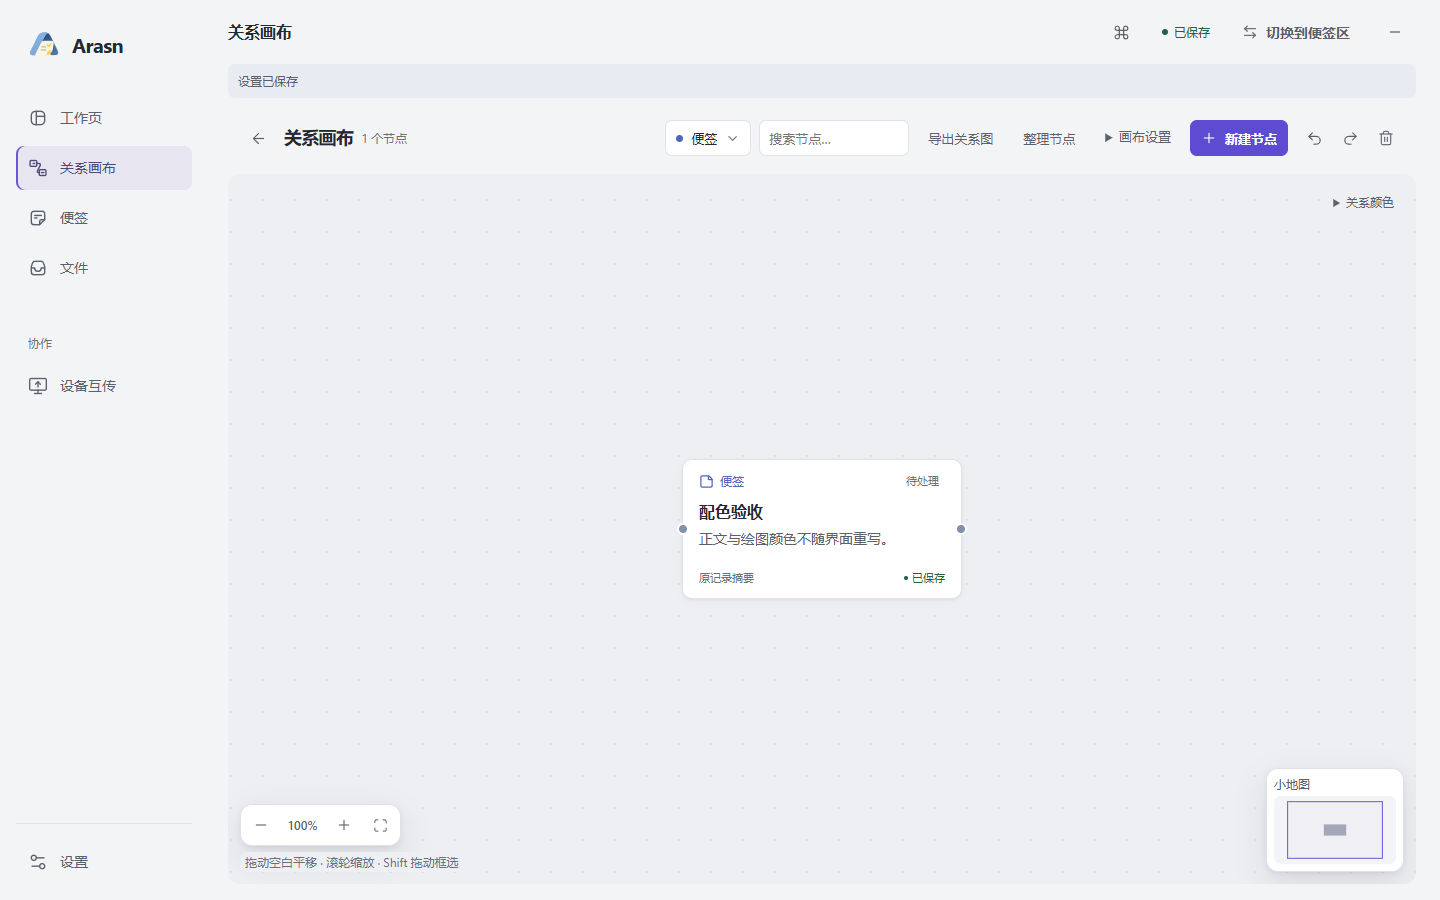 Arasn
工作页
关系画布
便签
文件
协作
设备互传
设置
关系画布
已保存
切换到便签区
设置已保存
关系画布 1 个节点
便签
搜索节点...
导出关系图
整理节点
画布设置
新建节点
关系颜色
便签
待处理
配色验收
正文与绘图颜色不随界面重写。
原记录摘要
已保存
100%
拖动空白平移 · 滚轮缩放 · Shift 拖动框选
小地图